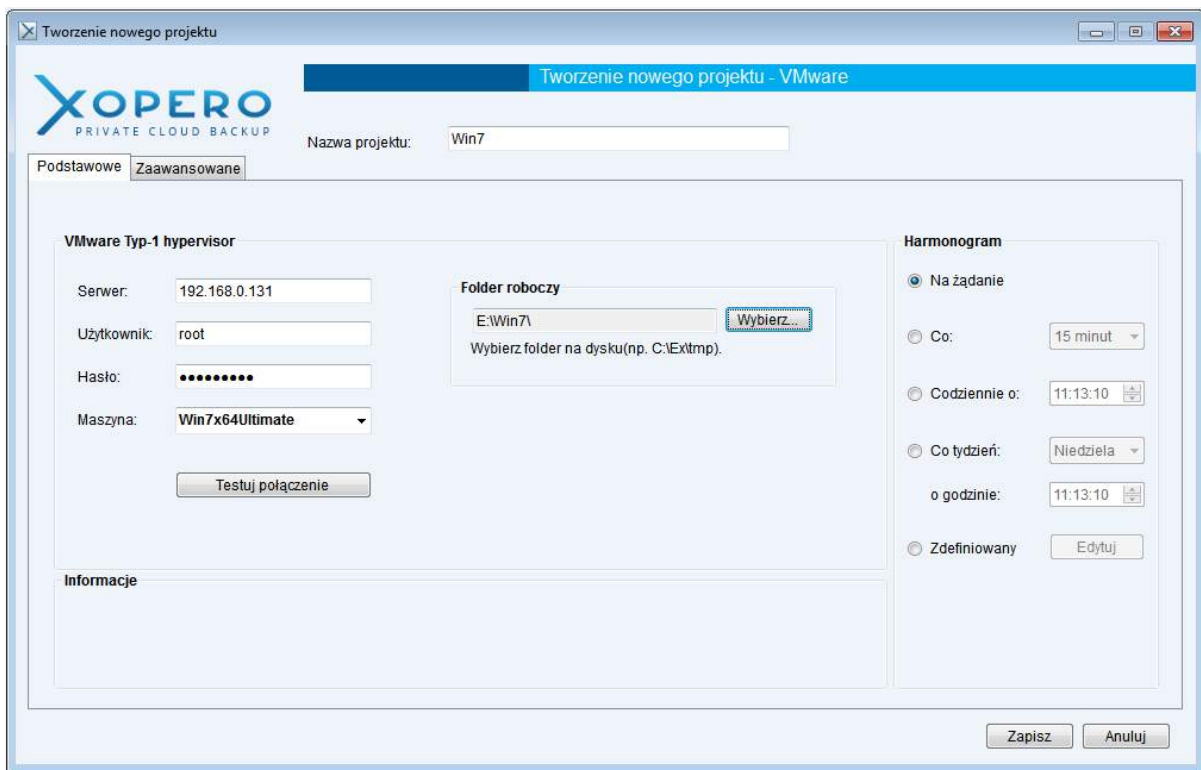 Tworzenie nowego projektu
Tworzenie nowego projektu - VMware
XOPERO
PRIVATE CLOUD BACKUP
Nazwa projektu: Win7
Podstawowe Zaawansowane
VMware Typ-1 hypervisor
Serwer: 192.168.0.131
Użytkownik: root
Hasło: •••••••••
Maszyna: Win7x64Ultimate
Testuj połączenie
Folder roboczy
E:\Win7\ Wybierz...
Wybierz folder na dysku(np. C:\Ex\tmp).
Informacje
Harmonogram
Na żądanie
Co: 15 minut
Codziennie o: 11:13:10
Co tydzień: Niedziela
o godzinie: 11:13:10
Zdefiniowany Edytuj
Zapisz Anuluj